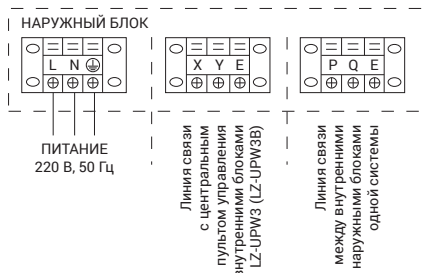 НАРУЖНЫЙ БЛОК
L N
X Y E
P Q E
ПИТАНИЕ
220 В, 50 Гц
Линия связи
с центральным
пультом управления
внутренними блоками
LZ-UPW3 (LZ-UPW3B)
Линия связи
между внутренними
наружными блоками
одной системы